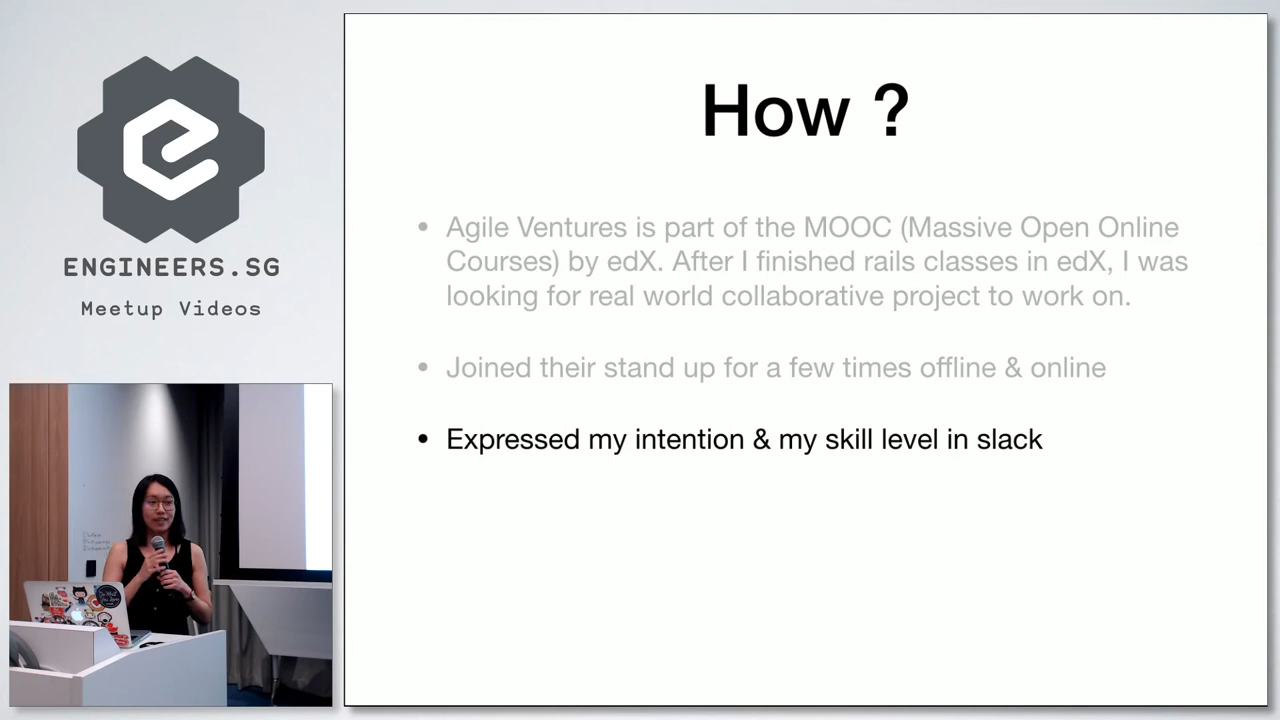 ENGINEERS.SG
Meetup Videos
How ?
• Agile Ventures is part of the MOOC (Massive Open Online
Courses) by edX. After I finished rails classes in edX, I was
looking for real world collaborative project to work on.
• Joined their stand up for a few times offline & online
• Expressed my intention & my skill level in slack